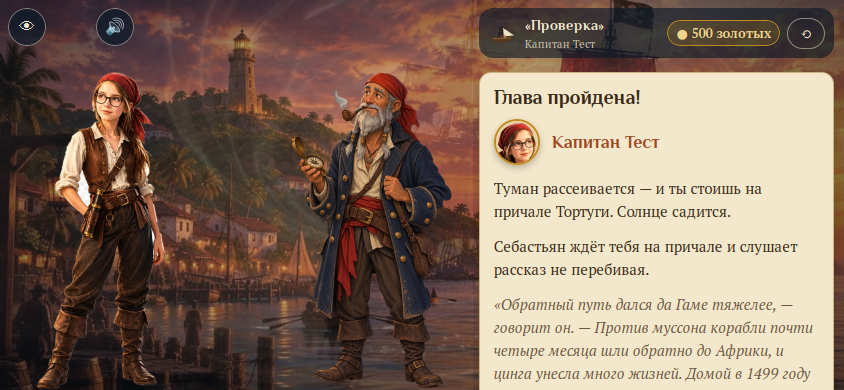 «Проверка»
Капитан Тест
500 золотых
Глава пройдена!
Капитан Тест
Туман рассеивается — и ты стоишь на
причале Тортуги. Солнце садится.
Себастьян ждёт тебя на причале и слушает
рассказ не перебивая.
«Обратный путь дался да Гаме тяжелее, —
говорит он. — Против муссона корабли почти
четыре месяца шли обратно до Африки, и
цинга унесла много жизней. Домой в 1499 году